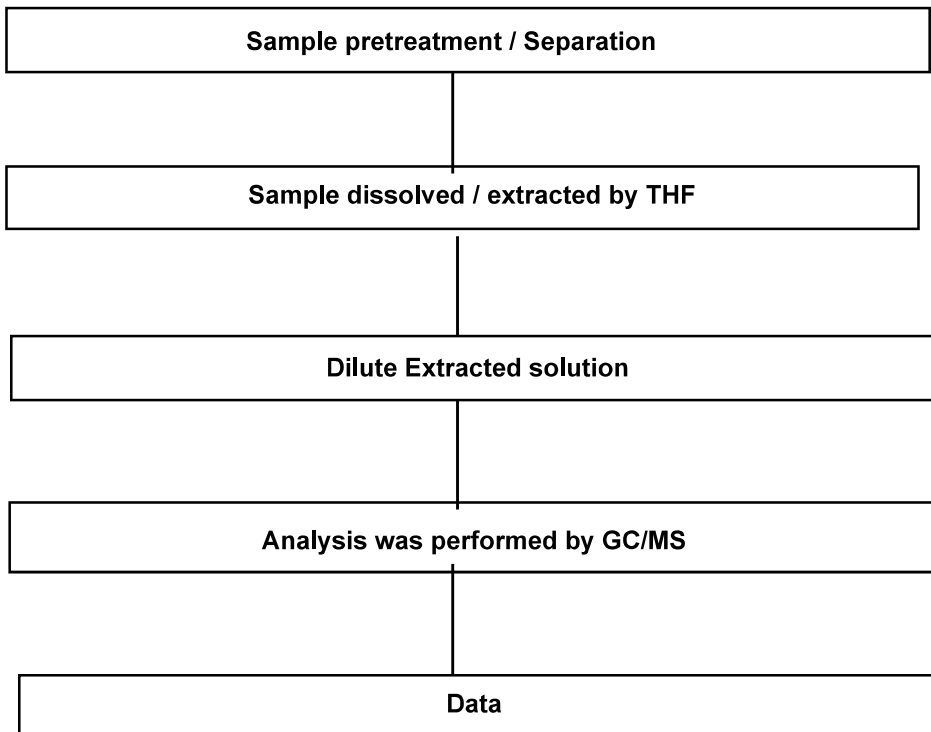 Sample pretreatment / Separation
Sample dissolved / extracted by THF
Dilute Extracted solution
Analysis was performed by GC/MS
Data